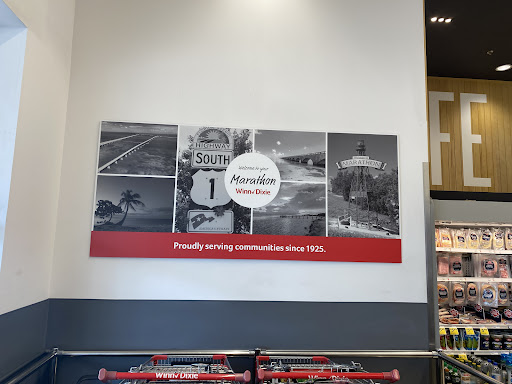 HIGHWAY
SOUTH
1
welcome to your
Marathon
Winn Dixie
MARATHON
Proudly serving communities since 1925.
FE
Winn Dixie
Winn Dixie